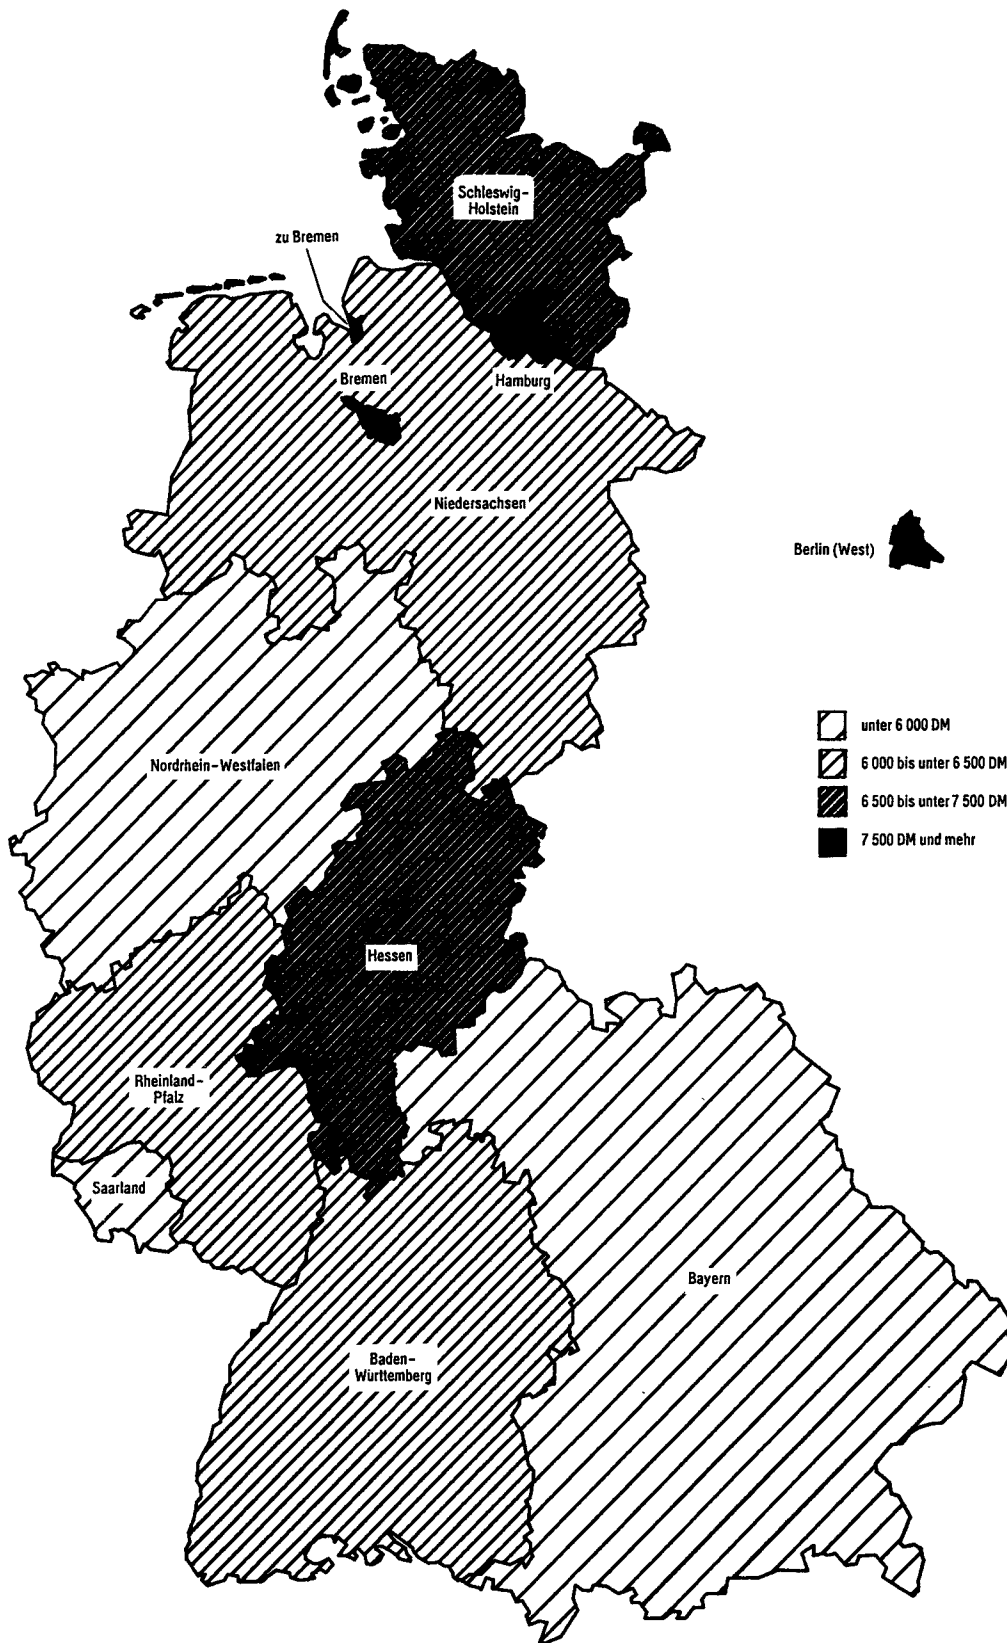 Schleswig-
Holstein
zu Bremen
Bremen
Hamburg
Niedersachsen
Berlin (West)
unter 6 000 DM
6 000 bis unter 6 500 DM
6 500 bis unter 7 500 DM
7 500 DM und mehr
Nordrhein-Westfalen
Hessen
Rheinland-
Pfalz
Saarland
Bayern
Baden-
Württemberg